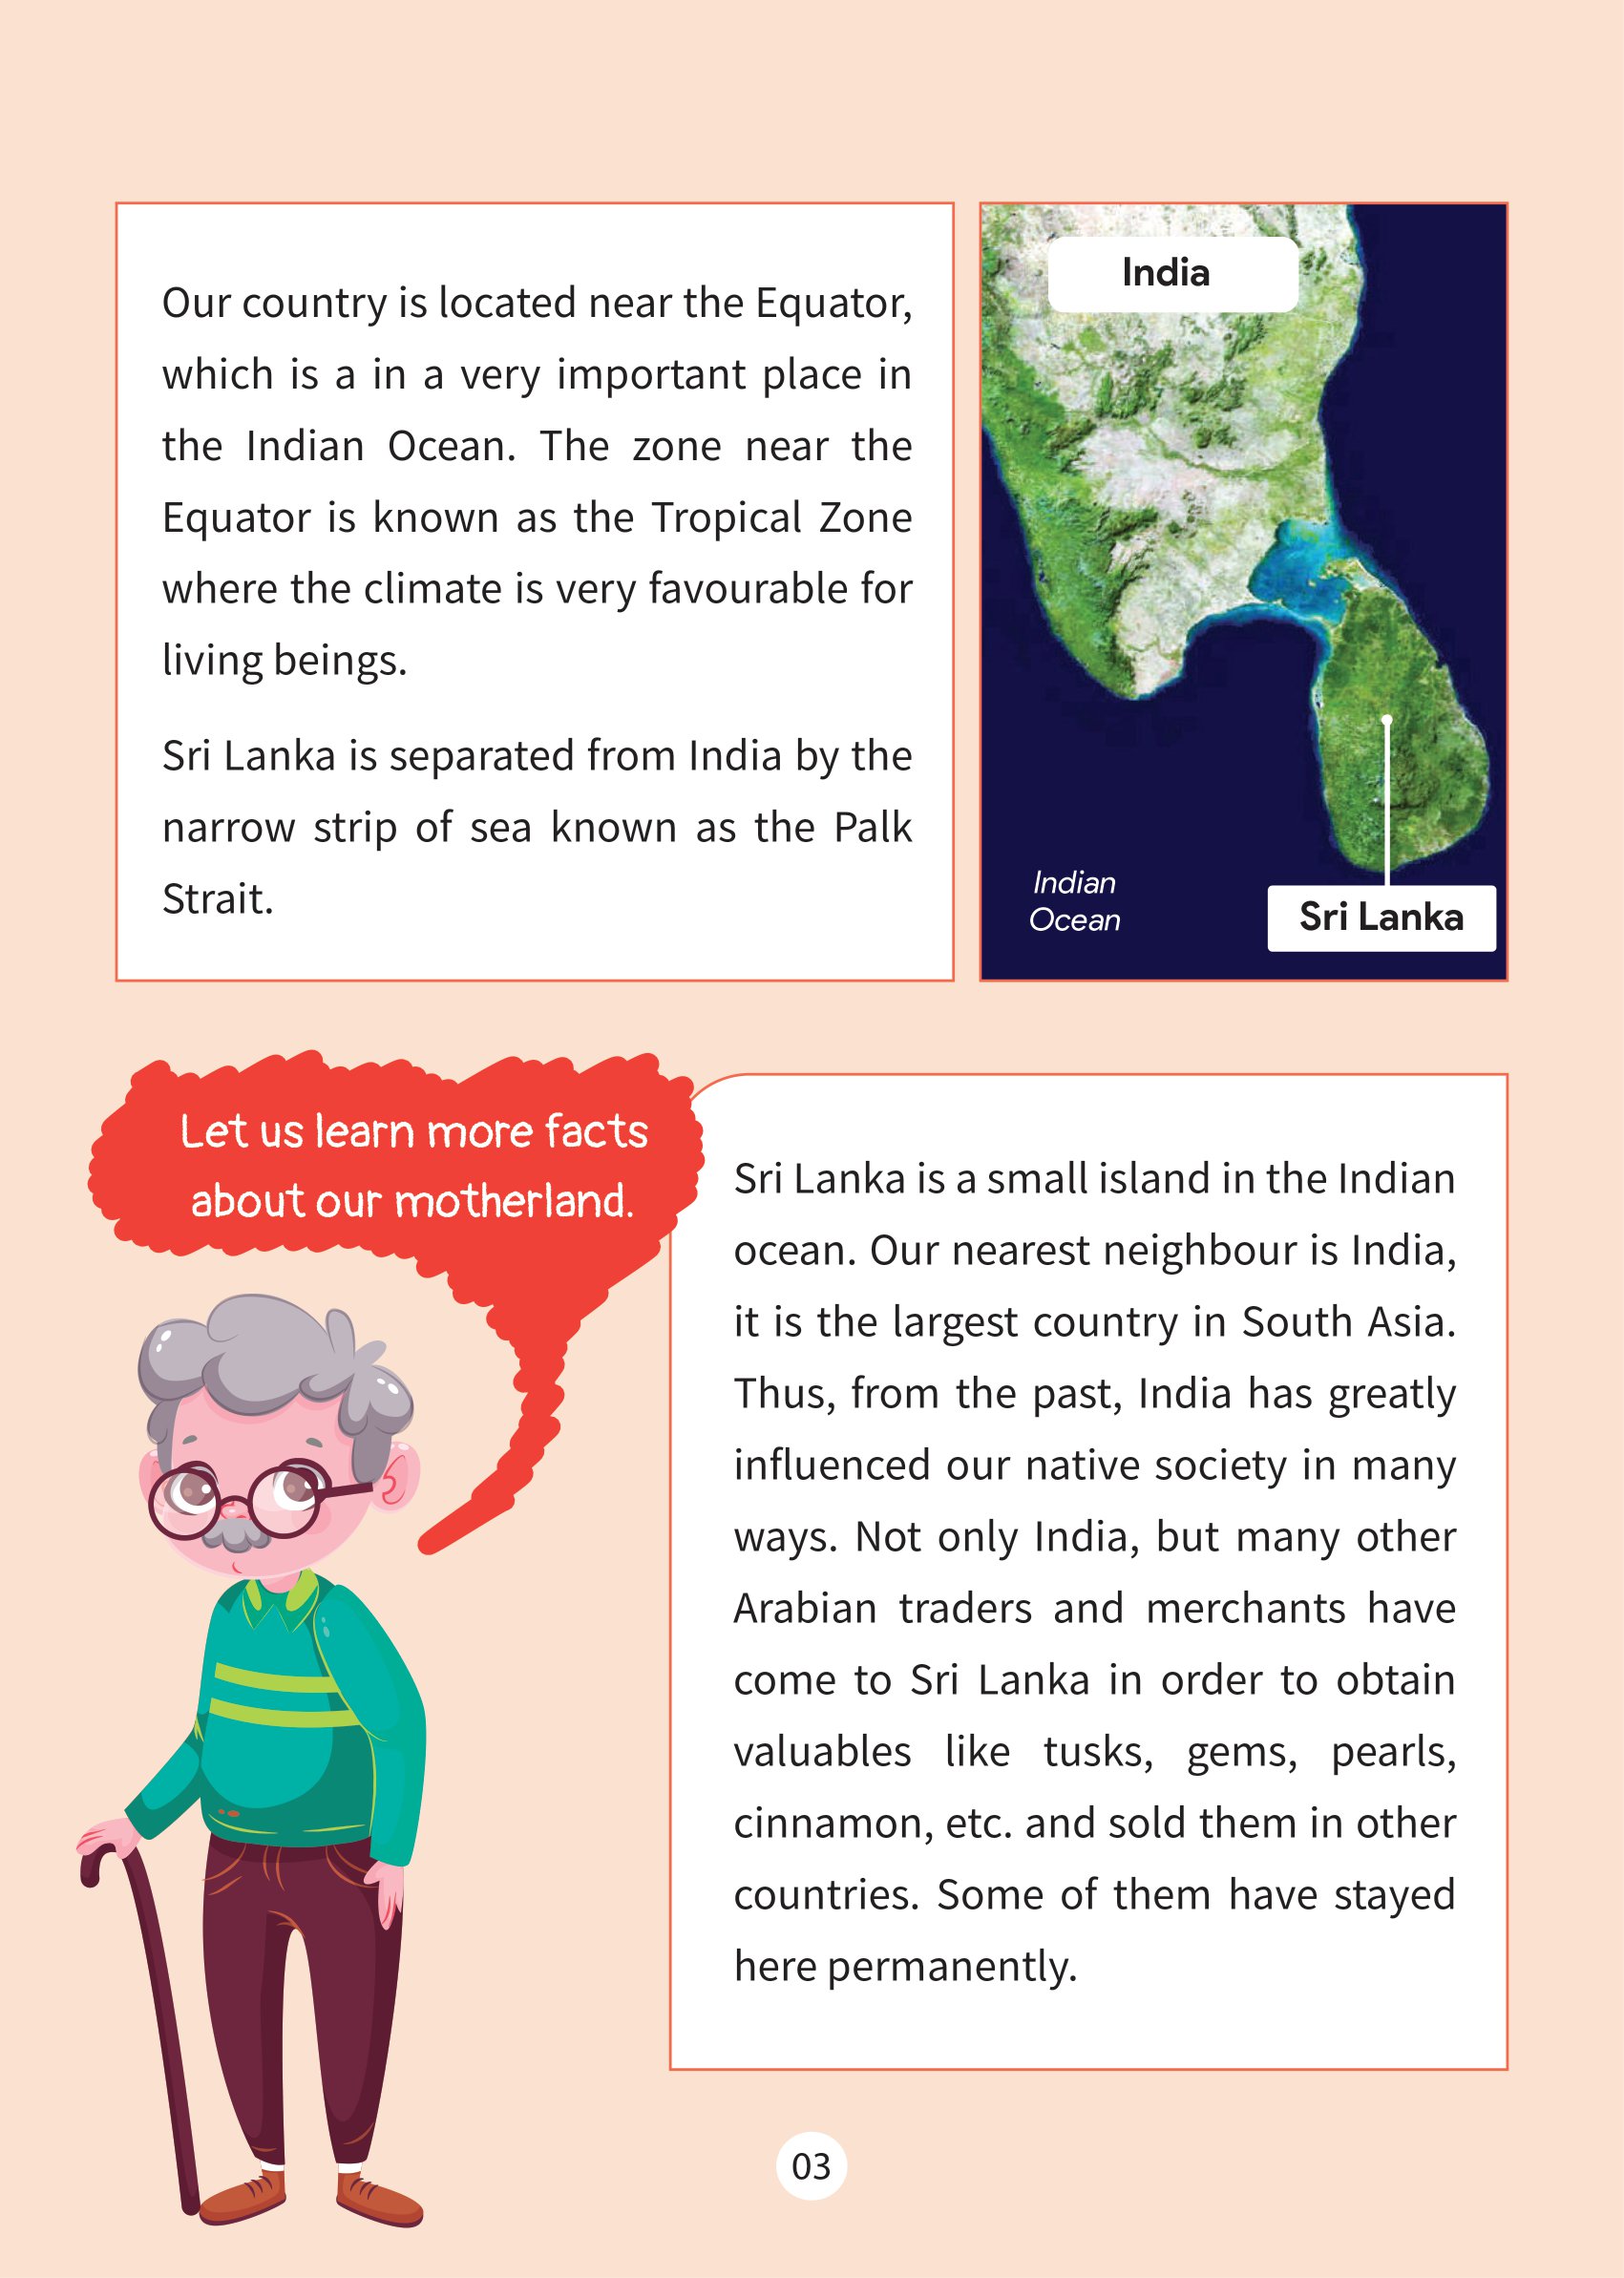 Our country is located near the Equator,
which is a in a very important place in
the Indian Ocean. The zone near the
Equator is known as the Tropical Zone
where the climate is very favourable for
living beings.
Sri Lanka is separated from India by the
narrow strip of sea known as the Palk
Strait.
India
Indian
Ocean
Sri Lanka
Let us learn more facts
about our motherland.
Sri Lanka is a small island in the Indian
ocean. Our nearest neighbour is India,
it is the largest country in South Asia.
Thus, from the past, India has greatly
influenced our native society in many
ways. Not only India, but many other
Arabian traders and merchants have
come to Sri Lanka in order to obtain
valuables like tusks, gems, pearls,
cinnamon, etc. and sold them in other
countries. Some of them have stayed
here permanently.
03